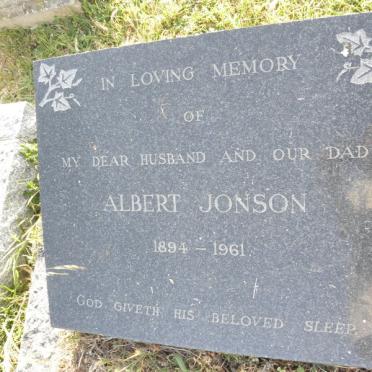 IN LOVING MEMORY
OF
MY DEAR HUSBAND AND OUR DAD
ALBERT JONSON
1894 — 1961
GOD GIVETH HIS BELOVED SLEEP